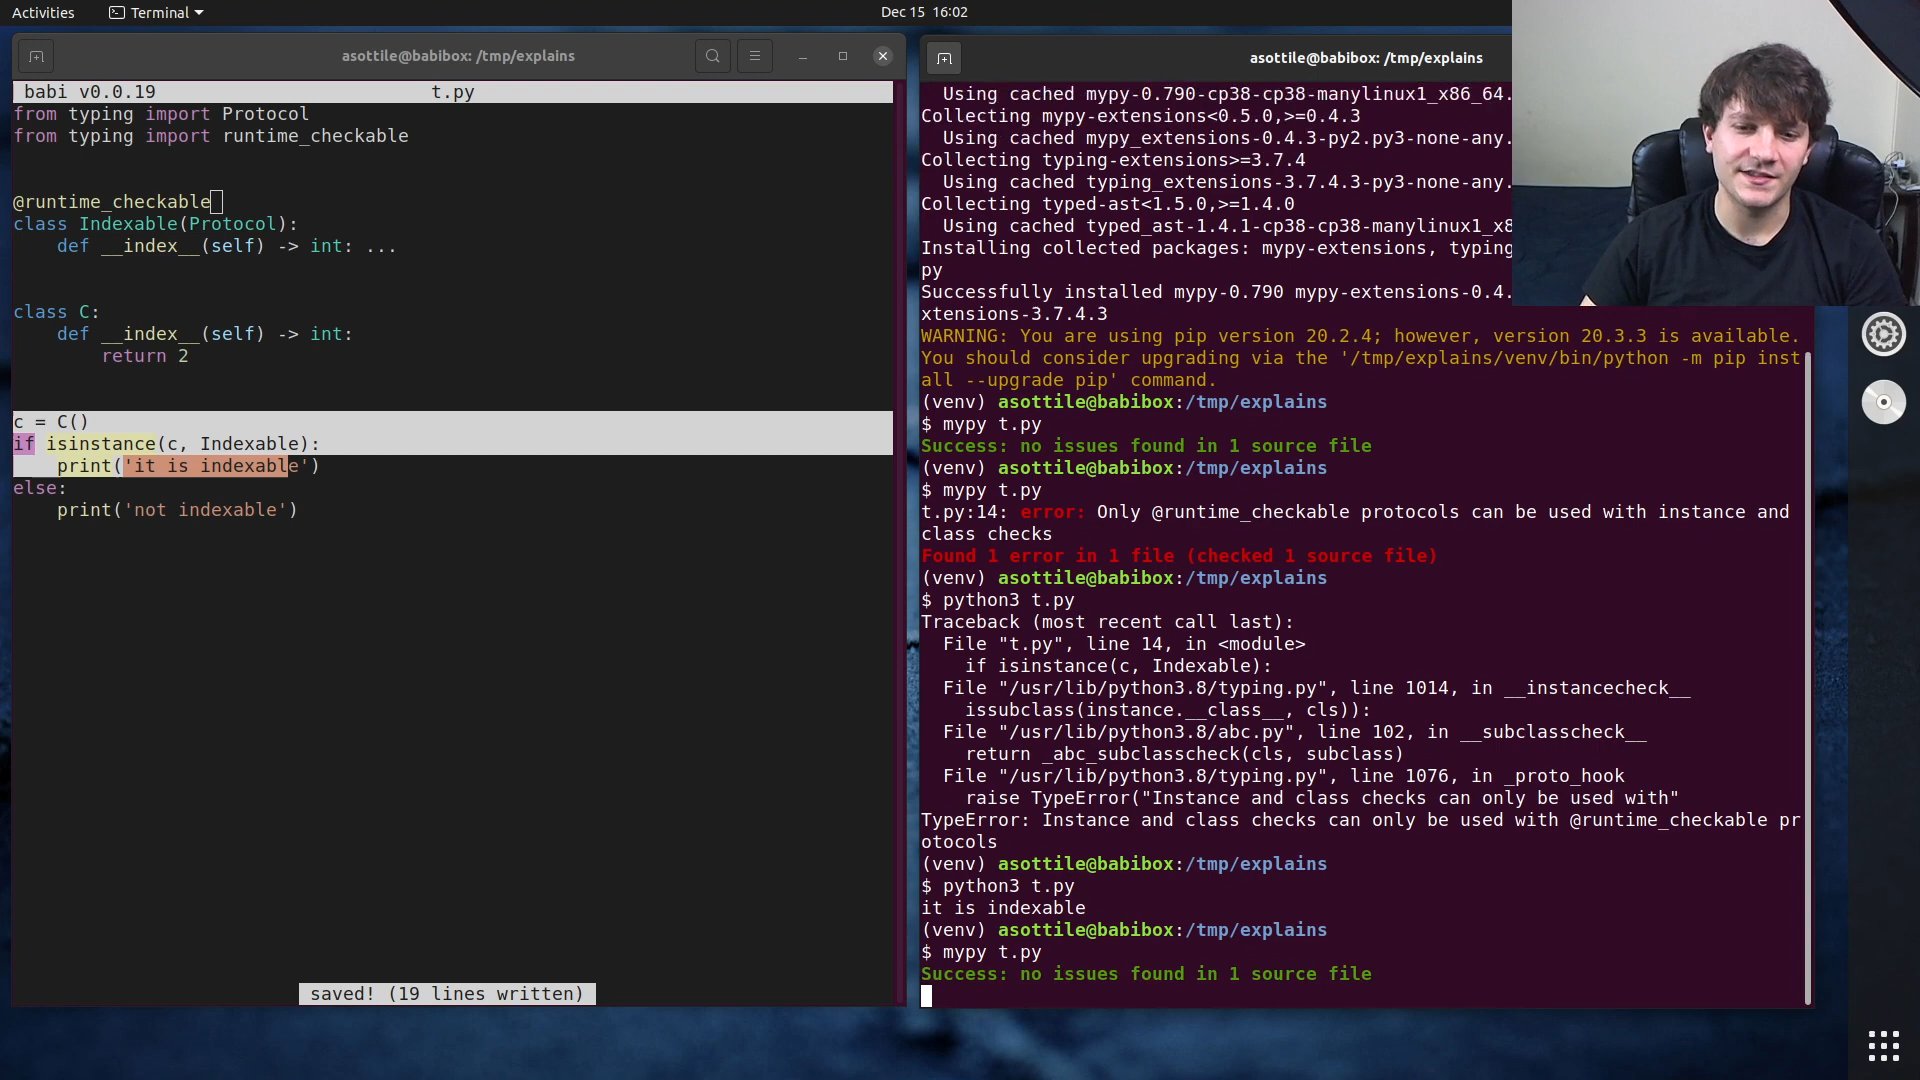 Activities
Terminal
Dec 15 16:02
asottile@babibox: /tmp/explains
babi v0.0.19 t.py
from typing import Protocol
from typing import runtime_checkable
@runtime_checkable
class Indexable(Protocol):
    def __index__(self) -> int: ...
class C:
    def __index__(self) -> int:
        return 2
c = C()
if isinstance(c, Indexable):
    print('it is indexable')
else:
    print('not indexable')
saved! (19 lines written)
asottile@babibox: /tmp/explains
  Using cached mypy-0.790-cp38-cp38-manylinux1_x86_64.
Collecting mypy-extensions<0.5.0,>=0.4.3
  Using cached mypy_extensions-0.4.3-py2.py3-none-any.
Collecting typing-extensions>=3.7.4
  Using cached typing_extensions-3.7.4.3-py3-none-any.
Collecting typed-ast<1.5.0,>=1.4.0
  Using cached typed_ast-1.4.1-cp38-cp38-manylinux1_x8
Installing collected packages: mypy-extensions, typing
py
Successfully installed mypy-0.790 mypy-extensions-0.4.
xtensions-3.7.4.3
WARNING: You are using pip version 20.2.4; however, version 20.3.3 is available.
You should consider upgrading via the '/tmp/explains/venv/bin/python -m pip inst
all --upgrade pip' command.
(venv) asottile@babibox:/tmp/explains
$ mypy t.py
Success: no issues found in 1 source file
(venv) asottile@babibox:/tmp/explains
$ mypy t.py
t.py:14: error: Only @runtime_checkable protocols can be used with instance and
class checks
Found 1 error in 1 file (checked 1 source file)
(venv) asottile@babibox:/tmp/explains
$ python3 t.py
Traceback (most recent call last):
  File "t.py", line 14, in <module>
    if isinstance(c, Indexable):
  File "/usr/lib/python3.8/typing.py", line 1014, in __instancecheck__
    issubclass(instance.__class__, cls)):
  File "/usr/lib/python3.8/abc.py", line 102, in __subclasscheck__
    return _abc_subclasscheck(cls, subclass)
  File "/usr/lib/python3.8/typing.py", line 1076, in _proto_hook
    raise TypeError("Instance and class checks can only be used with"
TypeError: Instance and class checks can only be used with @runtime_checkable pr
otocols
(venv) asottile@babibox:/tmp/explains
$ python3 t.py
it is indexable
(venv) asottile@babibox:/tmp/explains
$ mypy t.py
Success: no issues found in 1 source file